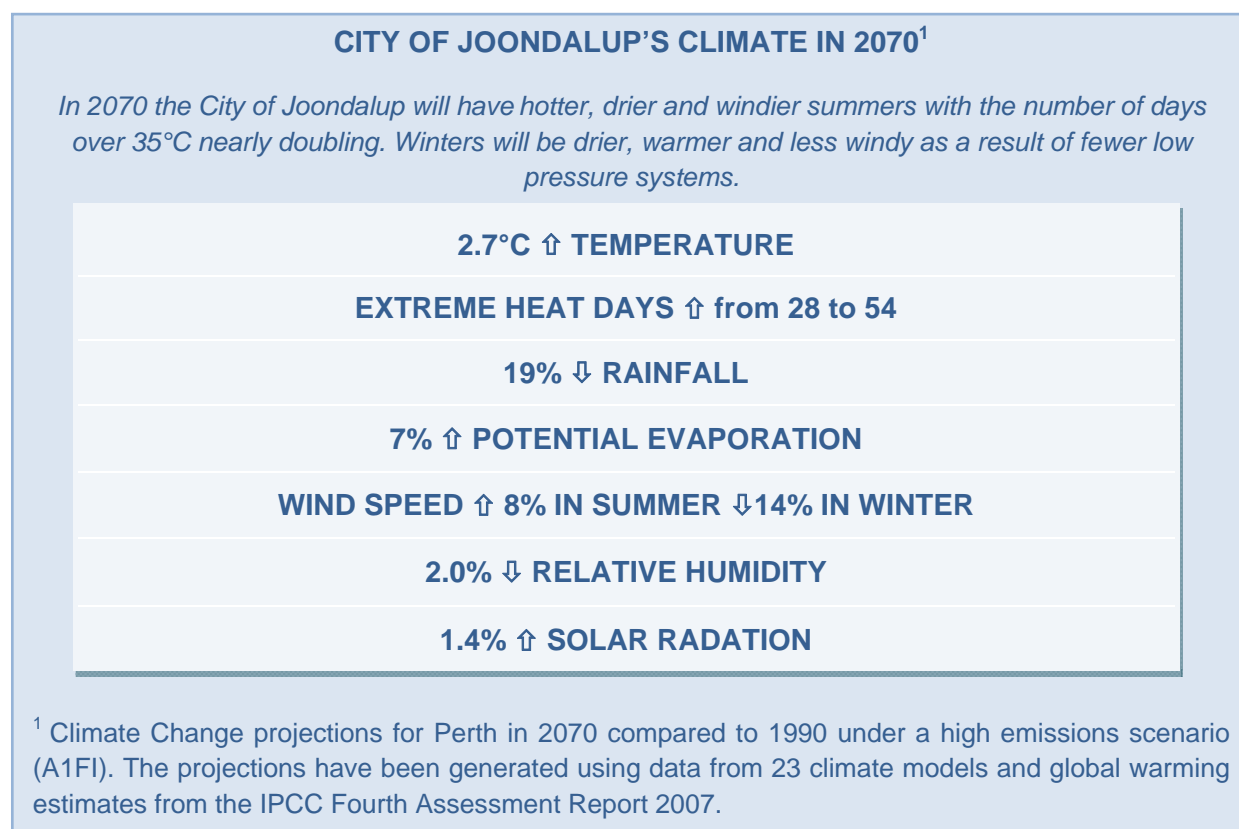 CITY OF JOONDALUP'S CLIMATE IN 2070¹
In 2070 the City of Joondalup will have hotter, drier and windier summers with the number of days
over 35°C nearly doubling. Winters will be drier, warmer and less windy as a result of fewer low
pressure systems.
2.7°C ⇧ TEMPERATURE
EXTREME HEAT DAYS ⇧ from 28 to 54
19% ⇩ RAINFALL
7% ⇧ POTENTIAL EVAPORATION
WIND SPEED ⇧ 8% IN SUMMER ⇩14% IN WINTER
2.0% ⇩ RELATIVE HUMIDITY
1.4% ⇧ SOLAR RADATION
¹ Climate Change projections for Perth in 2070 compared to 1990 under a high emissions scenario
(A1FI). The projections have been generated using data from 23 climate models and global warming
estimates from the IPCC Fourth Assessment Report 2007.